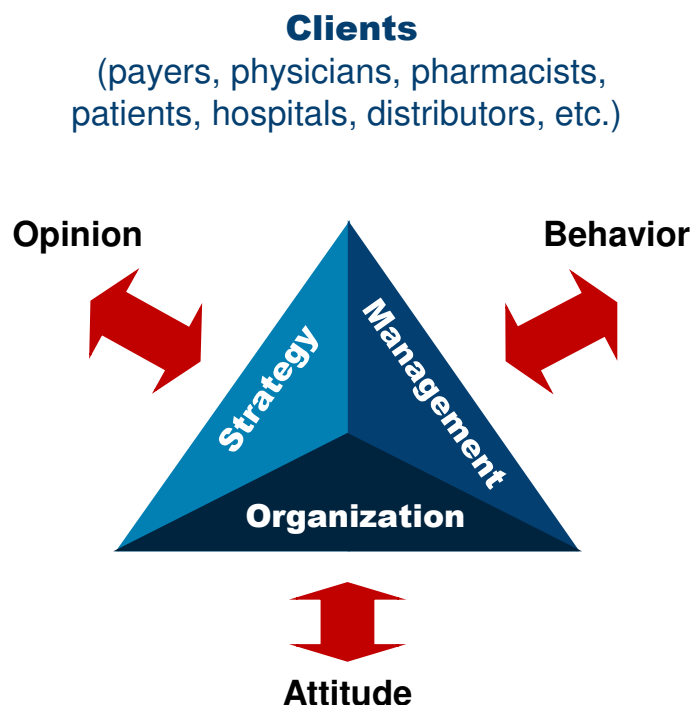 Clients
(payers, physicians, pharmacists,
patients, hospitals, distributors, etc.)
Opinion
Behavior
Strategy
Management
Organization
Attitude